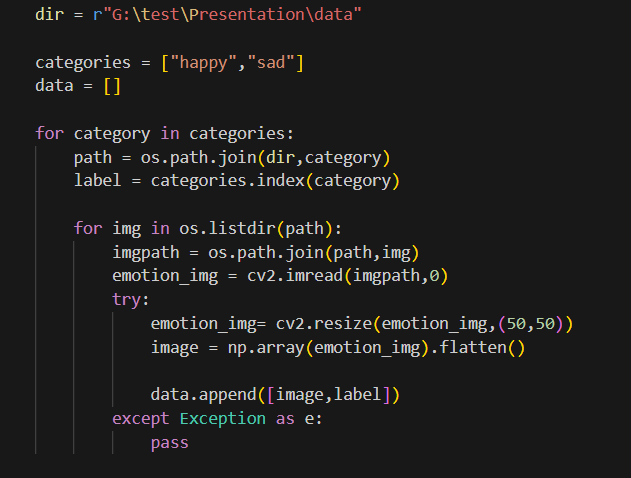 dir = r"G:\test\Presentation\data"
categories = ["happy","sad"]
data = []
for category in categories:
    path = os.path.join(dir,category)
    label = categories.index(category)
    for img in os.listdir(path):
        imgpath = os.path.join(path,img)
        emotion_img = cv2.imread(imgpath,0)
        try:
            emotion_img= cv2.resize(emotion_img,(50,50))
            image = np.array(emotion_img).flatten()
            data.append([image,label])
        except Exception as e:
            pass